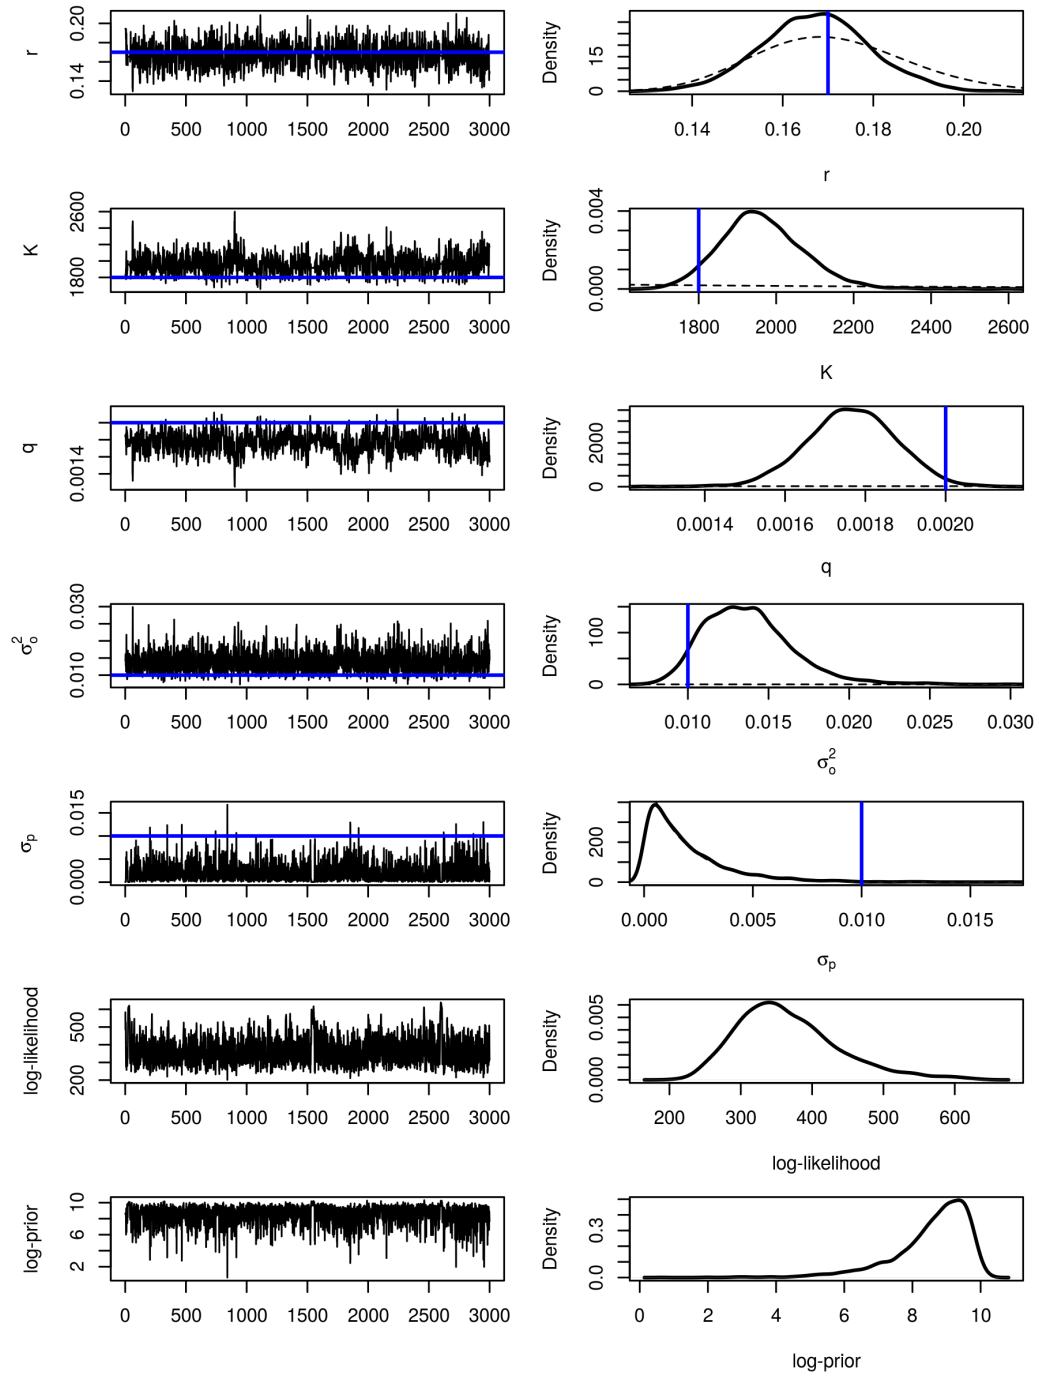 r
0.14 0.20
0 500 1000 1500 2000 2500 3000
Density
0 15
0.14 0.16 0.18 0.20
r
K
1800 2600
0 500 1000 1500 2000 2500 3000
Density
0.000 0.004
1800 2000 2200 2400 2600
K
q
0.0014
0 500 1000 1500 2000 2500 3000
Density
0 2000
0.0014 0.0016 0.0018 0.0020
q
σ²ₒ
0.010 0.030
0 500 1000 1500 2000 2500 3000
Density
0 100
0.010 0.015 0.020 0.025 0.030
σ²ₒ
σₚ
0.000 0.015
0 500 1000 1500 2000 2500 3000
Density
0 200
0.000 0.005 0.010 0.015
σₚ
log-likelihood
200 500
0 500 1000 1500 2000 2500 3000
Density
0.000 0.005
200 300 400 500 600
log-likelihood
log-prior
2 6 10
0 500 1000 1500 2000 2500 3000
Density
0.0 0.3
0 2 4 6 8 10
log-prior